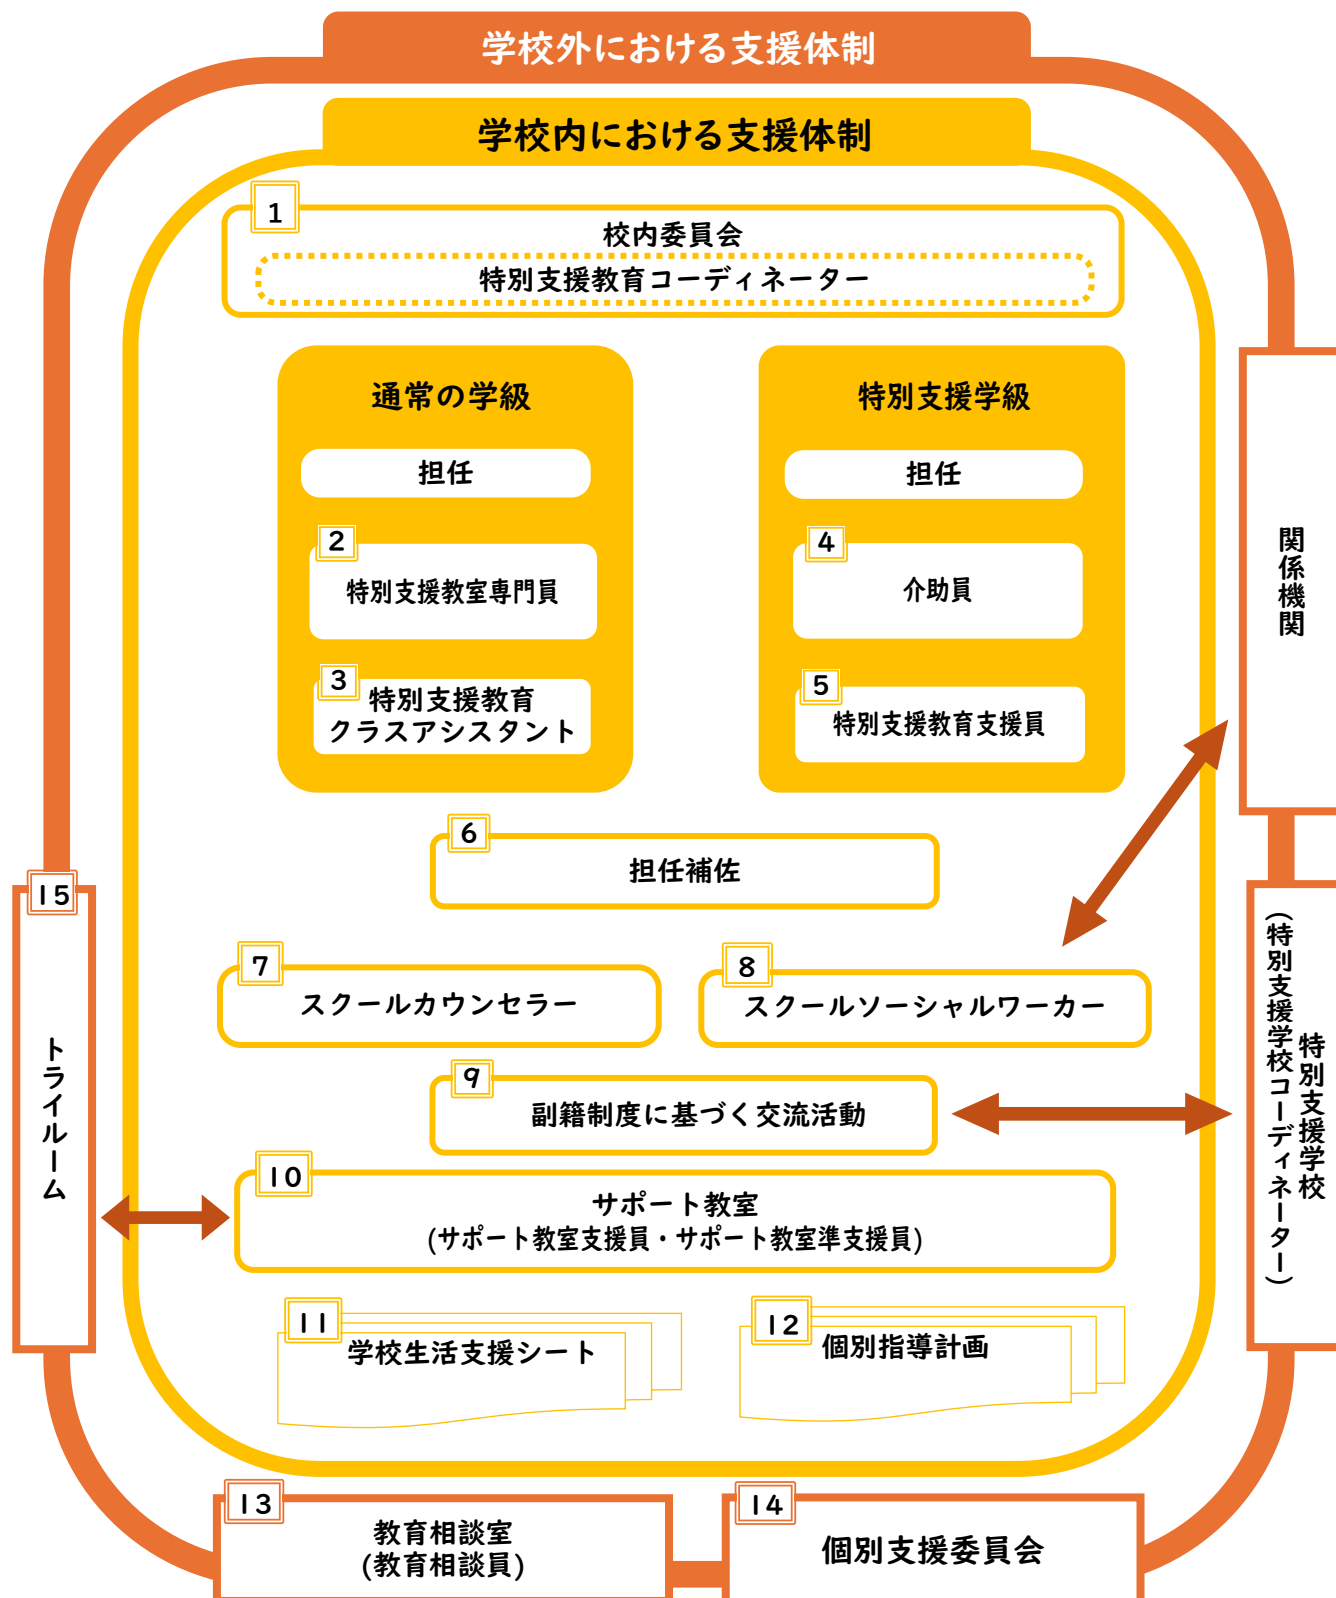 学校外における支援体制
学校内における支援体制
1
校内委員会
特別支援教育コーディネーター
通常の学級
担任
2
特別支援教室専門員
3
特別支援教育
クラスアシスタント
特別支援学級
担任
4
介助員
5
特別支援教育支援員
6
担任補佐
7
スクールカウンセラー
8
スクールソーシャルワーカー
9
副籍制度に基づく交流活動
10
サポート教室
(サポート教室支援員・サポート教室準支援員)
11
学校生活支援シート
12
個別指導計画
13
教育相談室
(教育相談員)
14
個別支援委員会
15
トライルーム
関係機関
特別支援学校
(特別支援学校コーディネーター)